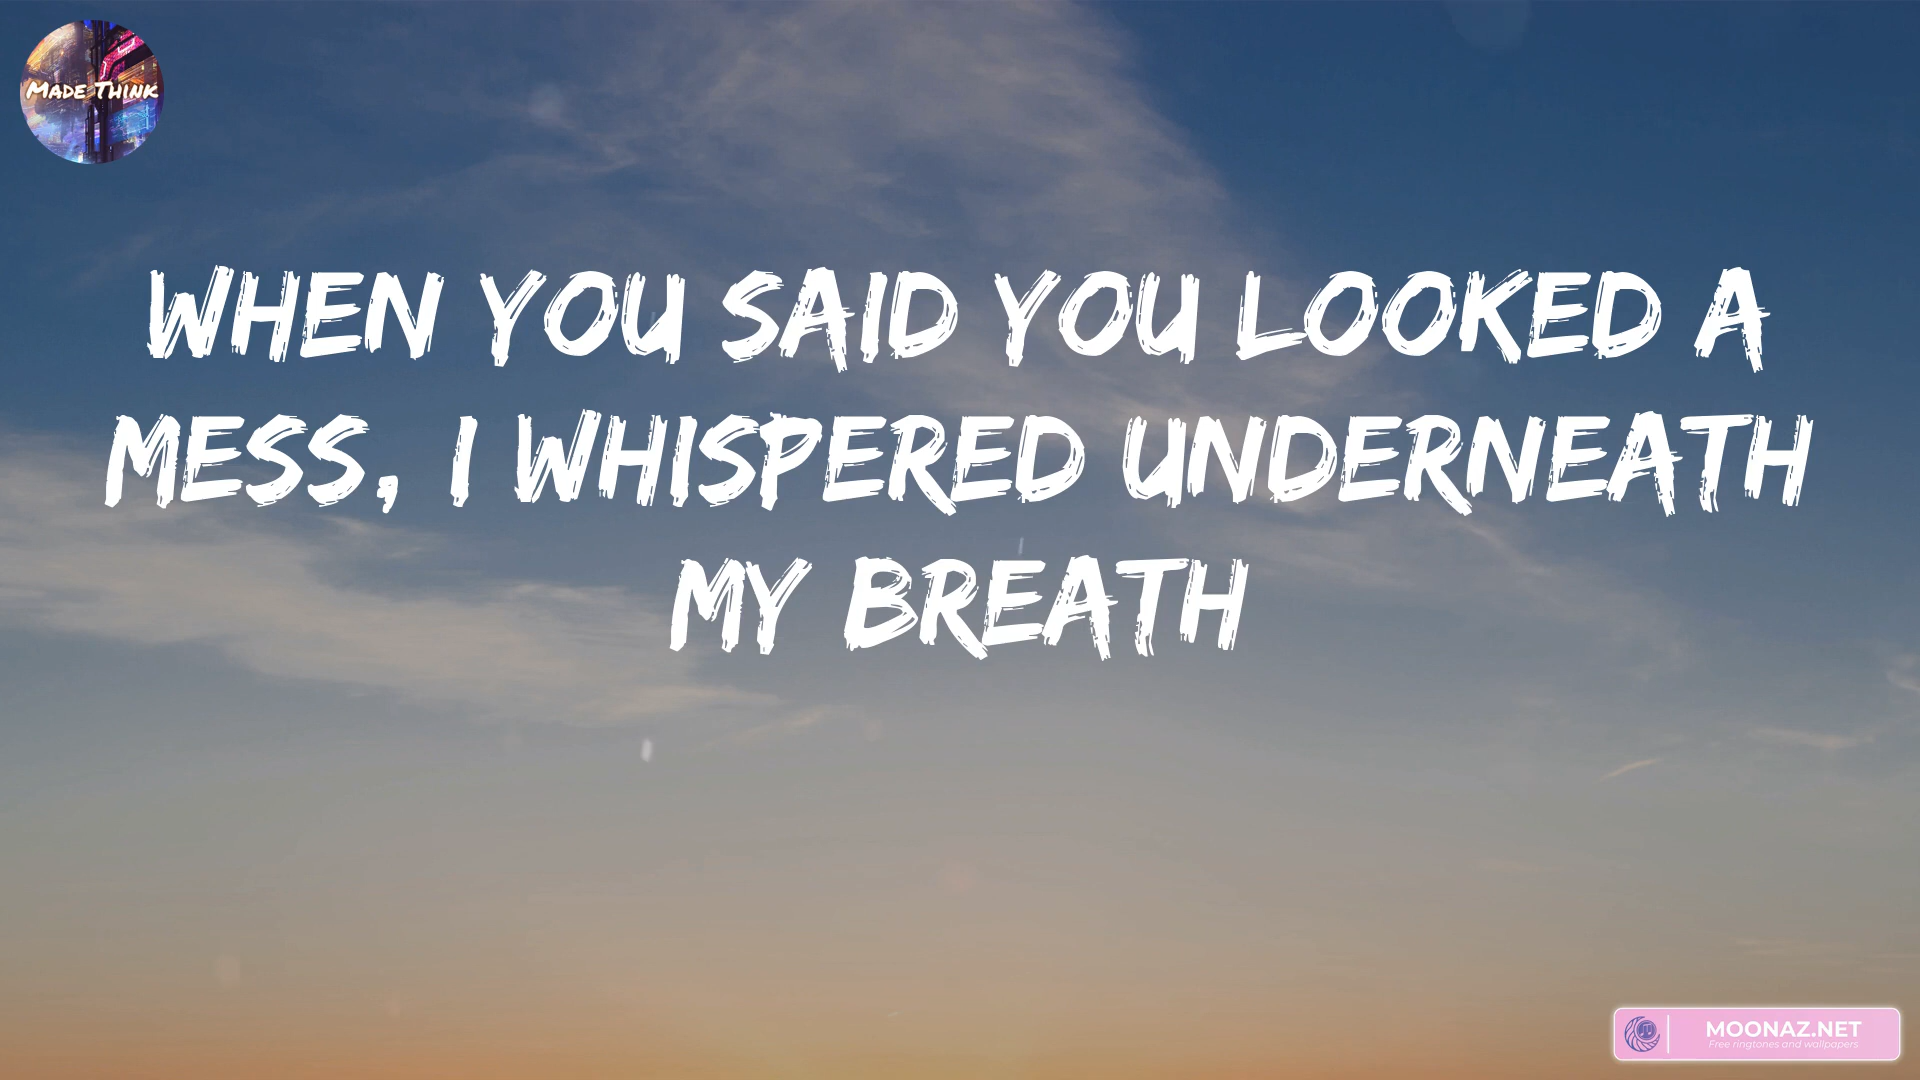 MADE THINK
WHEN YOU SAID YOU LOOKED A
MESS, I WHISPERED UNDERNEATH
MY BREATH
MOONAZ.NET
Free ringtones and wallpapers